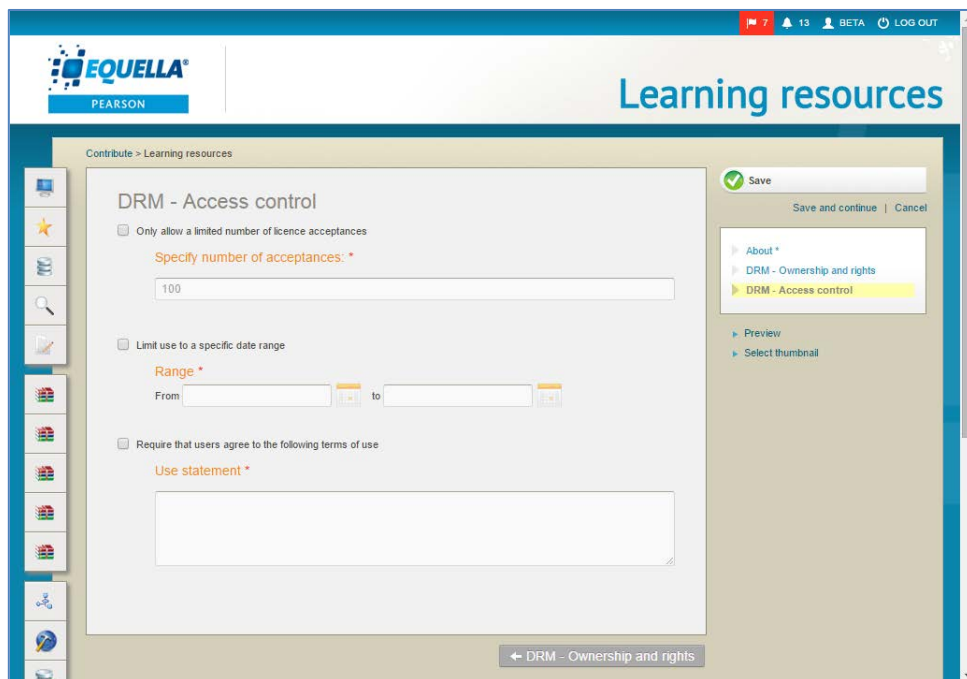 7 13 BETA LOG OUT
EQUELLA®
PEARSON
Learning resources
Contribute > Learning resources
DRM - Access control
Only allow a limited number of licence acceptances
Specify number of acceptances: *
100
Limit use to a specific date range
Range *
From to
Require that users agree to the following terms of use
Use statement *
← DRM - Ownership and rights
Save
Save and continue | Cancel
About *
DRM - Ownership and rights
DRM - Access control
Preview
Select thumbnail